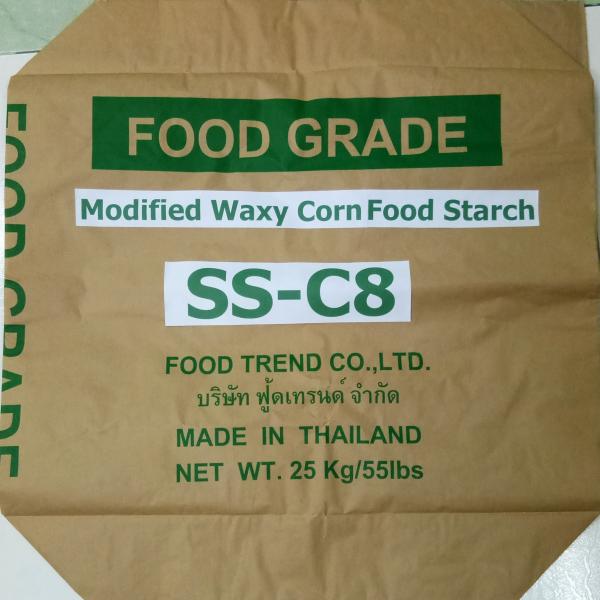 FOOD GRADE
Modified Waxy Corn Food Starch
SS-C8
FOOD TREND CO.,LTD.
บริษัท ฟู้ดเทรนด์ จำกัด
MADE IN THAILAND
NET WT. 25 Kg/55lbs
FOOD GRADE